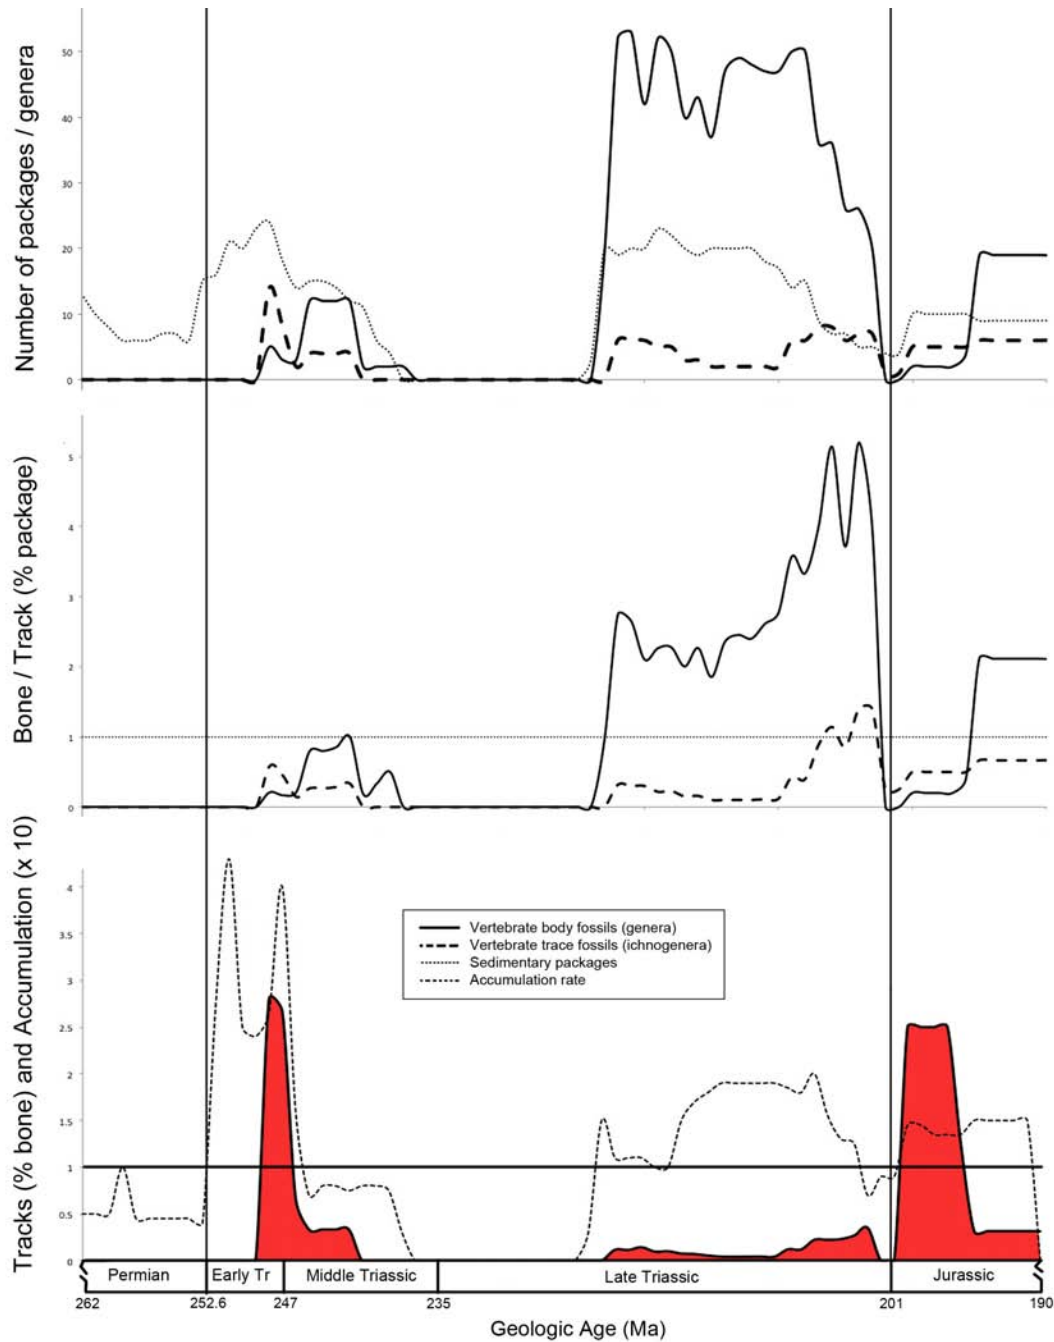 Number of packages / genera
50
40
30
20
10
0
Bone / Track (% package)
5
4
3
2
1
0
Tracks (% bone) and Accumulation (x 10)
4
3.5
3
2.5
2
1.5
1
0.5
0
Vertebrate body fossils (genera)
Vertebrate trace fossils (ichnogenera)
Sedimentary packages
Accumulation rate
Permian Early Tr Middle Triassic Late Triassic Jurassic
262 252.6 247 235 201 190
Geologic Age (Ma)